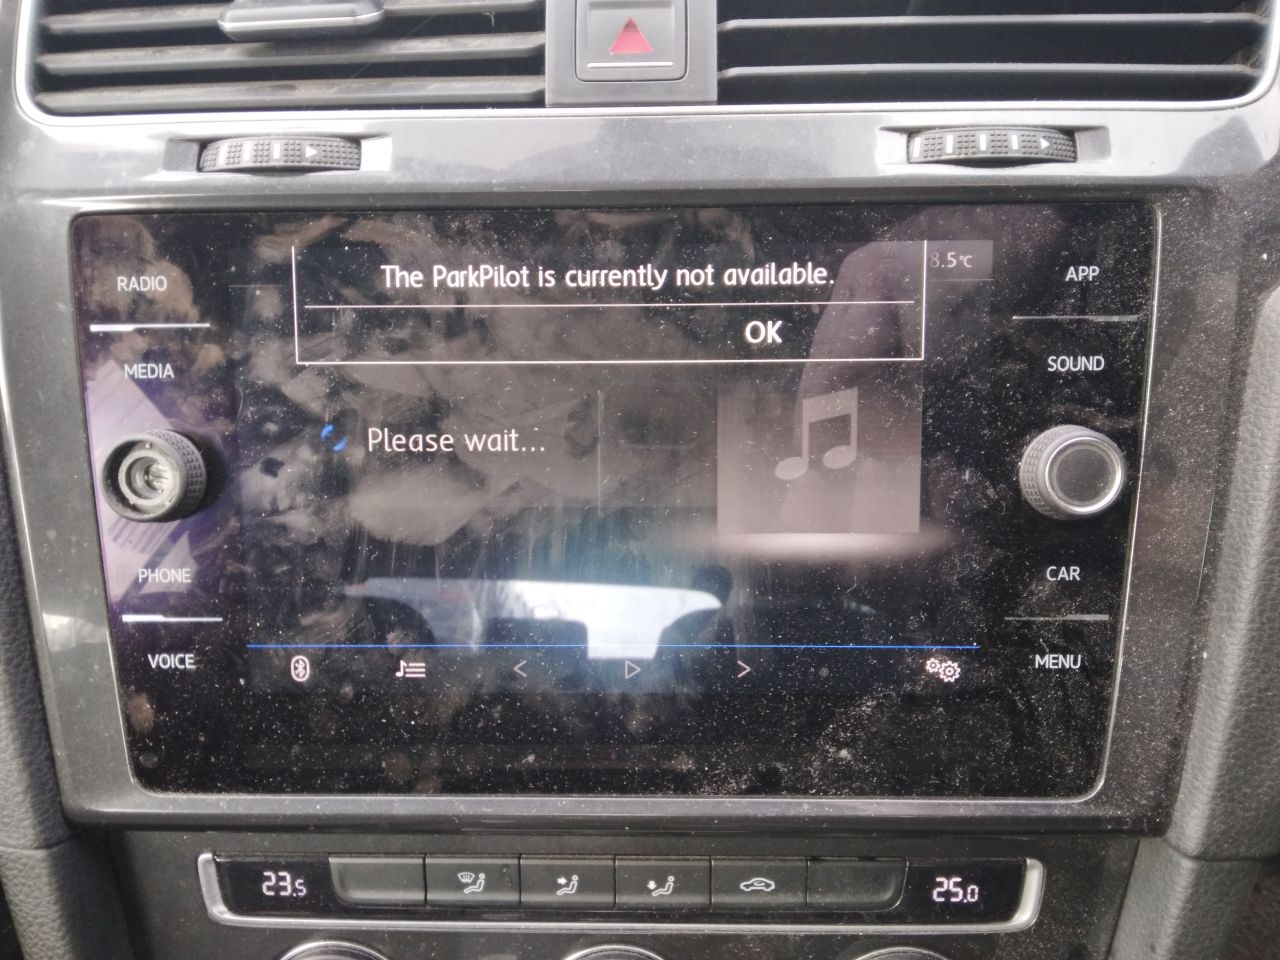 The ParkPilot is currently not available.
OK
8.5°C
RADIO
MEDIA
PHONE
VOICE
APP
SOUND
CAR
MENU
Please wait...
23.5
25.0